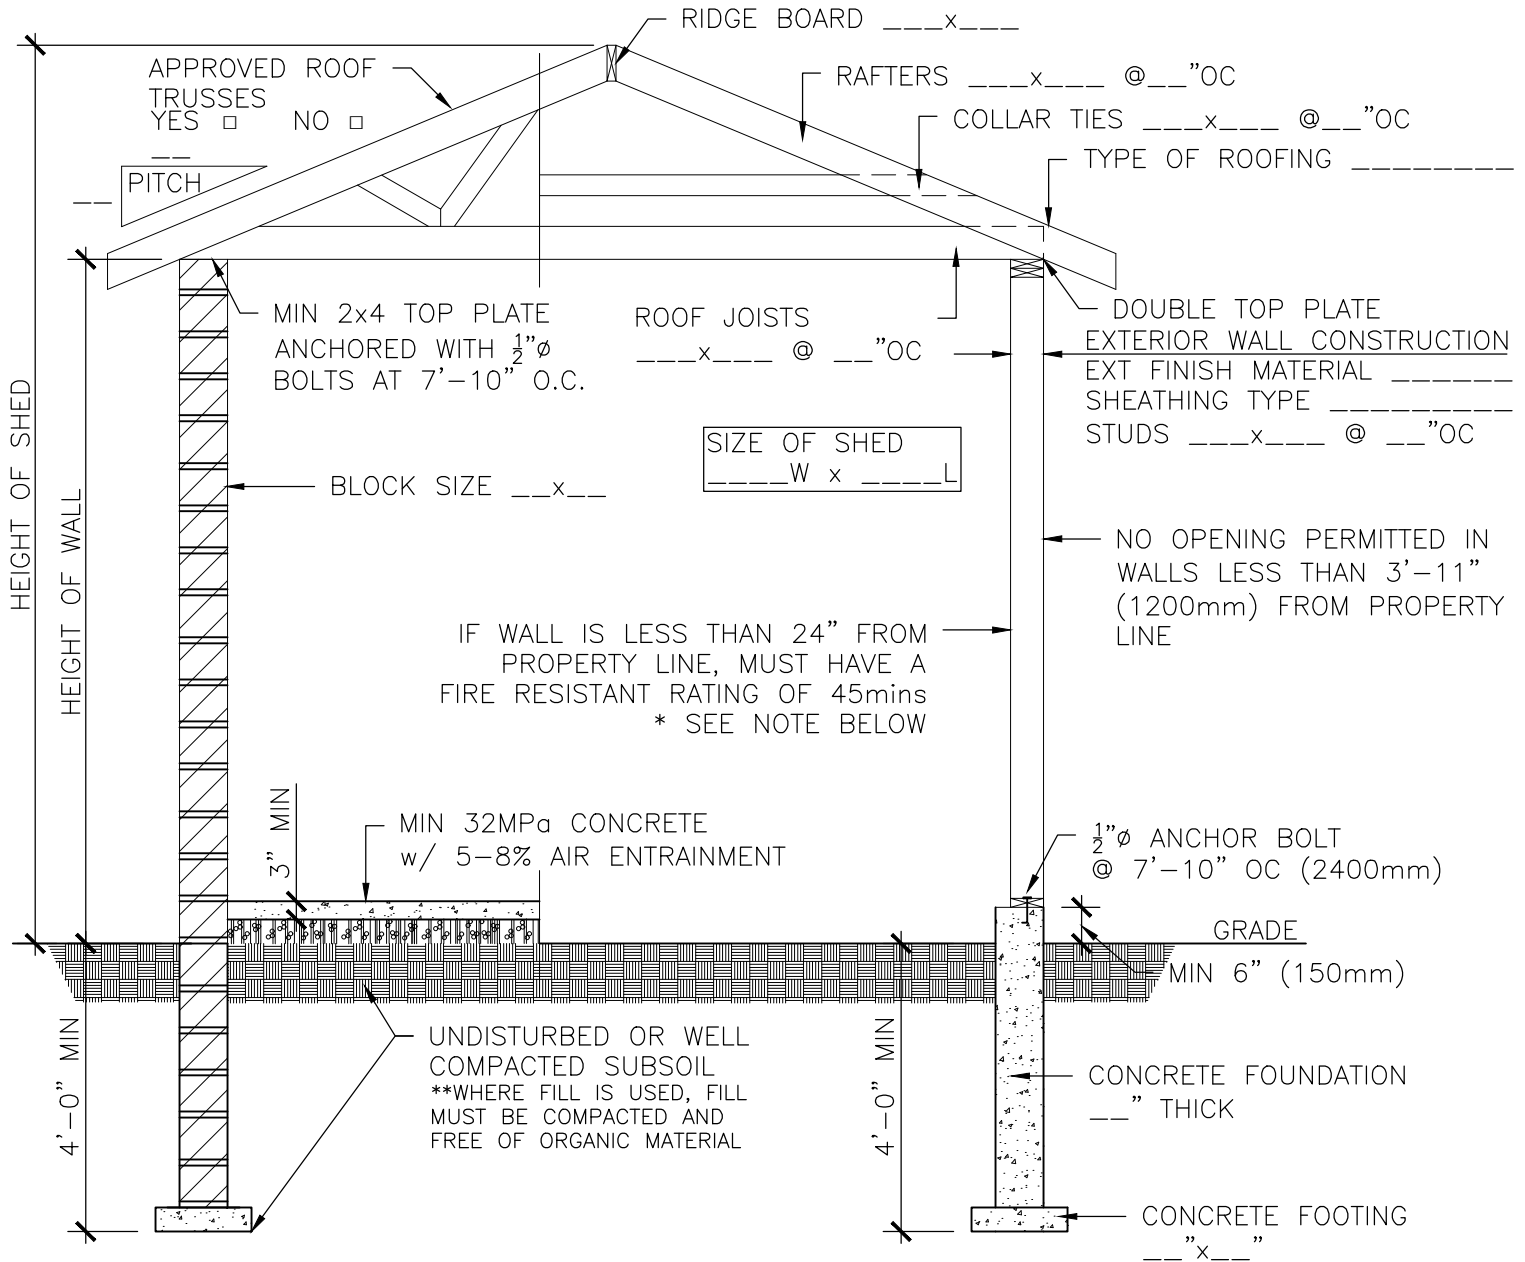 RIDGE BOARD ___x___
APPROVED ROOF
TRUSSES
YES □ NO □
RAFTERS ___x___ @__"OC
COLLAR TIES ___x___ @__"OC
TYPE OF ROOFING ________
__
PITCH
__
MIN 2x4 TOP PLATE
ANCHORED WITH ½"ø
BOLTS AT 7'-10" O.C.
ROOF JOISTS
___x___ @ __"OC
DOUBLE TOP PLATE
EXTERIOR WALL CONSTRUCTION
EXT FINISH MATERIAL ______
SHEATHING TYPE _________
STUDS ___x___ @ __"OC
SIZE OF SHED
____W x ____L
HEIGHT OF SHED
HEIGHT OF WALL
BLOCK SIZE __x__
NO OPENING PERMITTED IN
WALLS LESS THAN 3'-11"
(1200mm) FROM PROPERTY
LINE
IF WALL IS LESS THAN 24" FROM
PROPERTY LINE, MUST HAVE A
FIRE RESISTANT RATING OF 45mins
* SEE NOTE BELOW
3" MIN
MIN 32MPa CONCRETE
w/ 5-8% AIR ENTRAINMENT
½"ø ANCHOR BOLT
@ 7'-10" OC (2400mm)
GRADE
MIN 6" (150mm)
4'-0" MIN
UNDISTURBED OR WELL
COMPACTED SUBSOIL
**WHERE FILL IS USED, FILL
MUST BE COMPACTED AND
FREE OF ORGANIC MATERIAL
4'-0" MIN
CONCRETE FOUNDATION
__" THICK
CONCRETE FOOTING
__"x__"